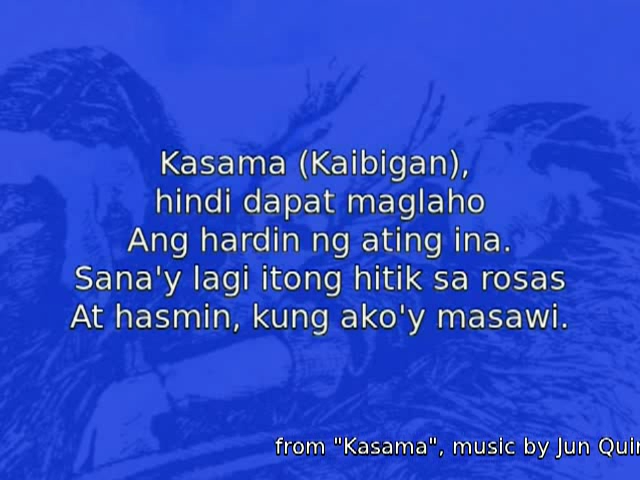 Kasama (Kaibigan),
hindi dapat maglaho
Ang hardin ng ating ina.
Sana'y lagi itong hitik sa rosas
At hasmin, kung ako'y masawi.
from "Kasama", music by Jun